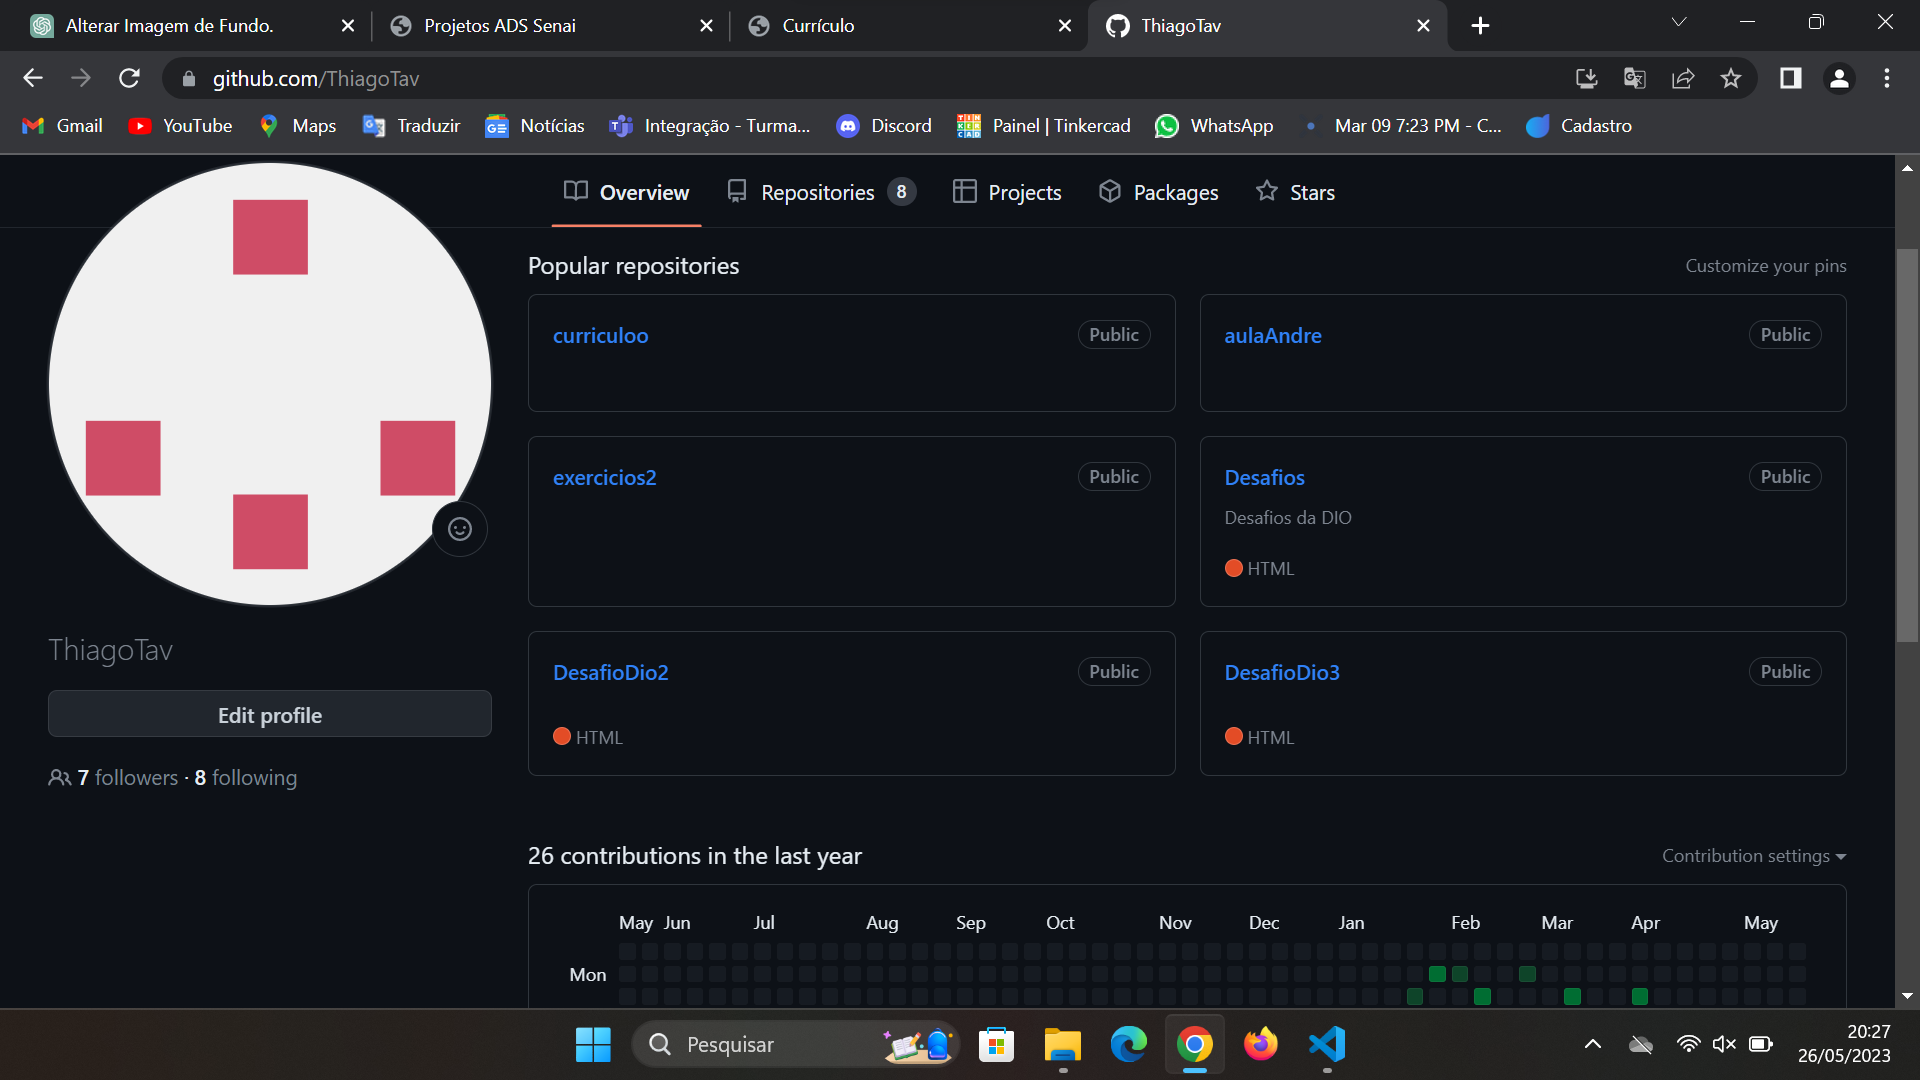 Alterar Imagem de Fundo.
Projetos ADS Senai
Currículo
ThiagoTav
github.com/ThiagoTav
Gmail
YouTube
Maps
Traduzir
Notícias
Integração - Turma...
Discord
Painel | Tinkercad
WhatsApp
Mar 09 7:23 PM - C...
Cadastro
Overview
Repositories 8
Projects
Packages
Stars
Popular repositories
Customize your pins
curriculoo
Public
aulaAndre
Public
exercicios2
Public
Desafios
Public
Desafios da DIO
HTML
DesafioDio2
Public
HTML
DesafioDio3
Public
HTML
ThiagoTav
Edit profile
7 followers · 8 following
26 contributions in the last year
Contribution settings
May Jun Jul Aug Sep Oct Nov Dec Jan Feb Mar Apr May
Mon
Pesquisar
20:27
26/05/2023